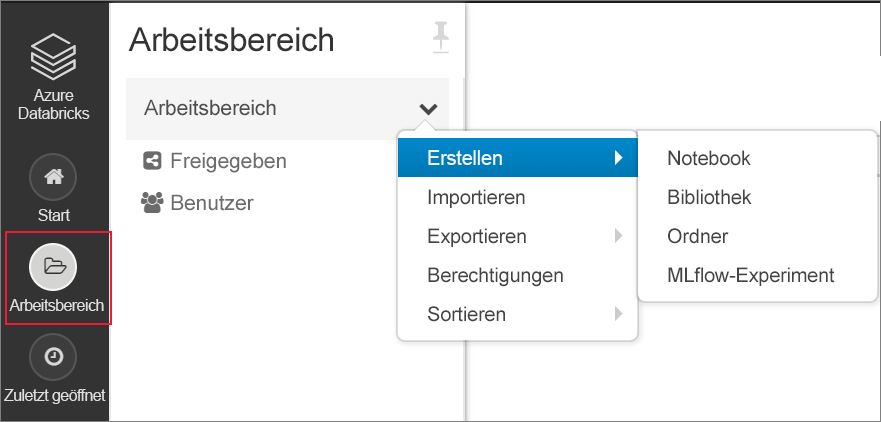 Azure
Databricks
Start
Arbeitsbereich
Zuletzt geöffnet
Arbeitsbereich
Arbeitsbereich
Freigegeben
Benutzer
Erstellen
Importieren
Exportieren
Berechtigungen
Sortieren
Notebook
Bibliothek
Ordner
MLflow-Experiment